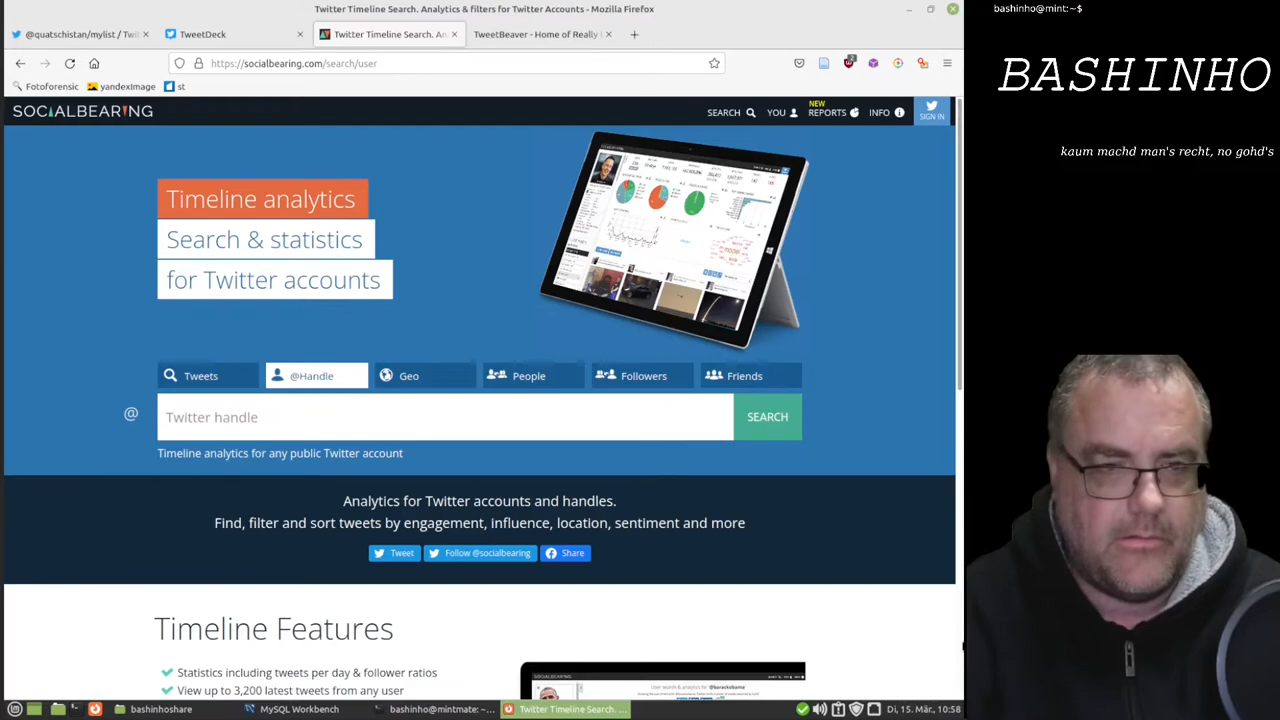 Twitter Timeline Search. Analytics & filters for Twitter Accounts - Mozilla Firefox
bashinho@mint:~$
@quatschistan/mylist / Twi
TweetDeck
Twitter Timeline Search. An
TweetBeaver - Home of Really
https://socialbearing.com/search/user
Fotoforensic
yandexImage
st
BASHINHO
kaum machd man's recht, no gohd's
SOCIALBEARING
SEARCH
YOU
NEW
REPORTS
INFO
SIGN IN
Timeline analytics
Search & statistics
for Twitter accounts
Tweets
@Handle
Geo
People
Followers
Friends
@
Twitter handle
SEARCH
Timeline analytics for any public Twitter account
Analytics for Twitter accounts and handles.
Find, filter and sort tweets by engagement, influence, location, sentiment and more
Tweet
Follow @socialbearing
Share
Timeline Features
Statistics including tweets per day & follower ratios
View up to 3,200 latest tweets from any user
bashinhoshare
MySQL Workbench
bashinho@mintmate: ~...
Twitter Timeline Search. ...
Di, 15. Mär., 10:58